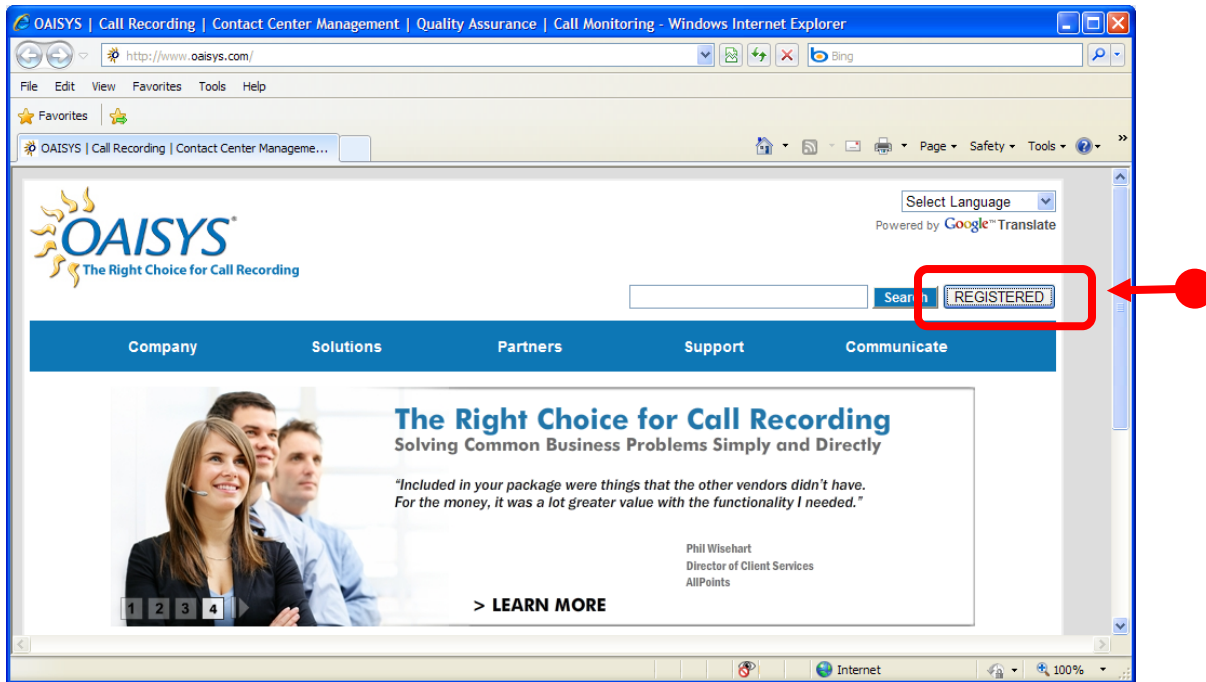 OAISYS | Call Recording | Contact Center Management | Quality Assurance | Call Monitoring - Windows Internet Explorer
http://www.oaisys.com/
Bing
File Edit View Favorites Tools Help
Favorites
OAISYS | Call Recording | Contact Center Manageme...
Page Safety Tools
Select Language
Powered by Google™ Translate
OAISYS®
The Right Choice for Call Recording
Search REGISTERED
Company Solutions Partners Support Communicate
The Right Choice for Call Recording
Solving Common Business Problems Simply and Directly
“Included in your package were things that the other vendors didn’t have.
For the money, it was a lot greater value with the functionality I needed.”
Phil Wisehart
Director of Client Services
AllPoints
1 2 3 4
> LEARN MORE
Internet 100%